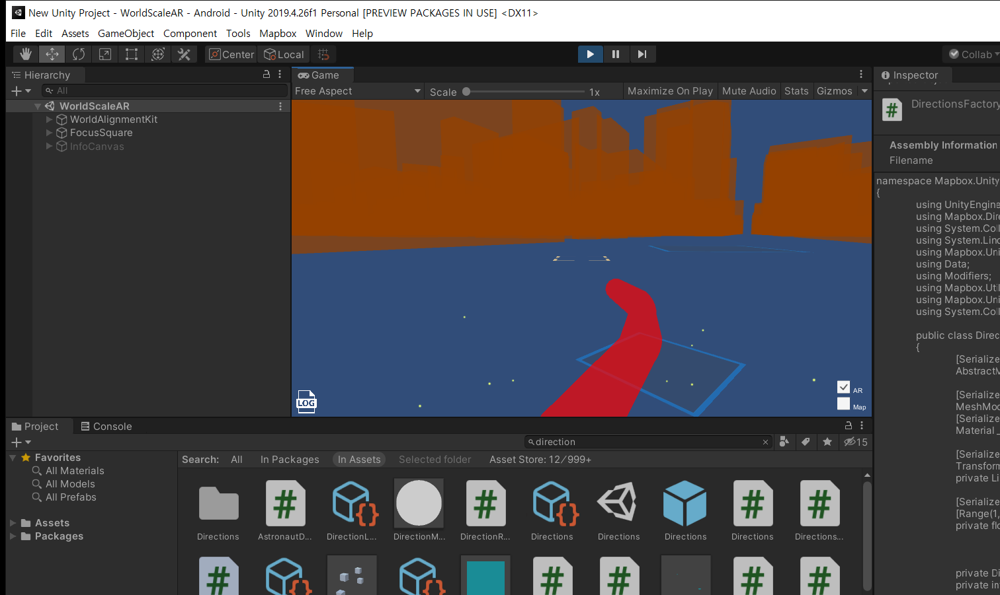 New Unity Project - WorldScaleAR - Android - Unity 2019.4.26f1 Personal [PREVIEW PACKAGES IN USE] <DX11>
File Edit Assets GameObject Component Tools Mapbox Window Help
Center Local Collab
Hierarchy
All
WorldScaleAR
WorldAlignmentKit
FocusSquare
InfoCanvas
Game
Free Aspect Scale 1x Maximize On Play Mute Audio Stats Gizmos
LOG
AR
Map
Inspector
# DirectionsFactory
Assembly Information
Filename
namespace Mapbox.Unity
{
using UnityEngine
using Mapbox.Dire
using System.Coll
using System.Linq
using Mapbox.Uni
using Data;
using Modifiers;
using Mapbox.Util
using Mapbox.Uni
using System.Coll
public class Direc
{
[Serialize
AbstractM
[Serialize
MeshMod
[Serialize
Material _
[Serialize
Transform
private Li
[Serialize
[Range(1,
private flo
private Di
private in
Project Console
direction 15
Favorites
All Materials
All Models
All Prefabs
Assets
Packages
Search: All In Packages In Assets Selected folder Asset Store: 12/999+
# {} # {} # #
Directions AstronautD... DirectionL... DirectionM... DirectionR... Directions Directions Directions Directions Directions...
# {} {} # # # #